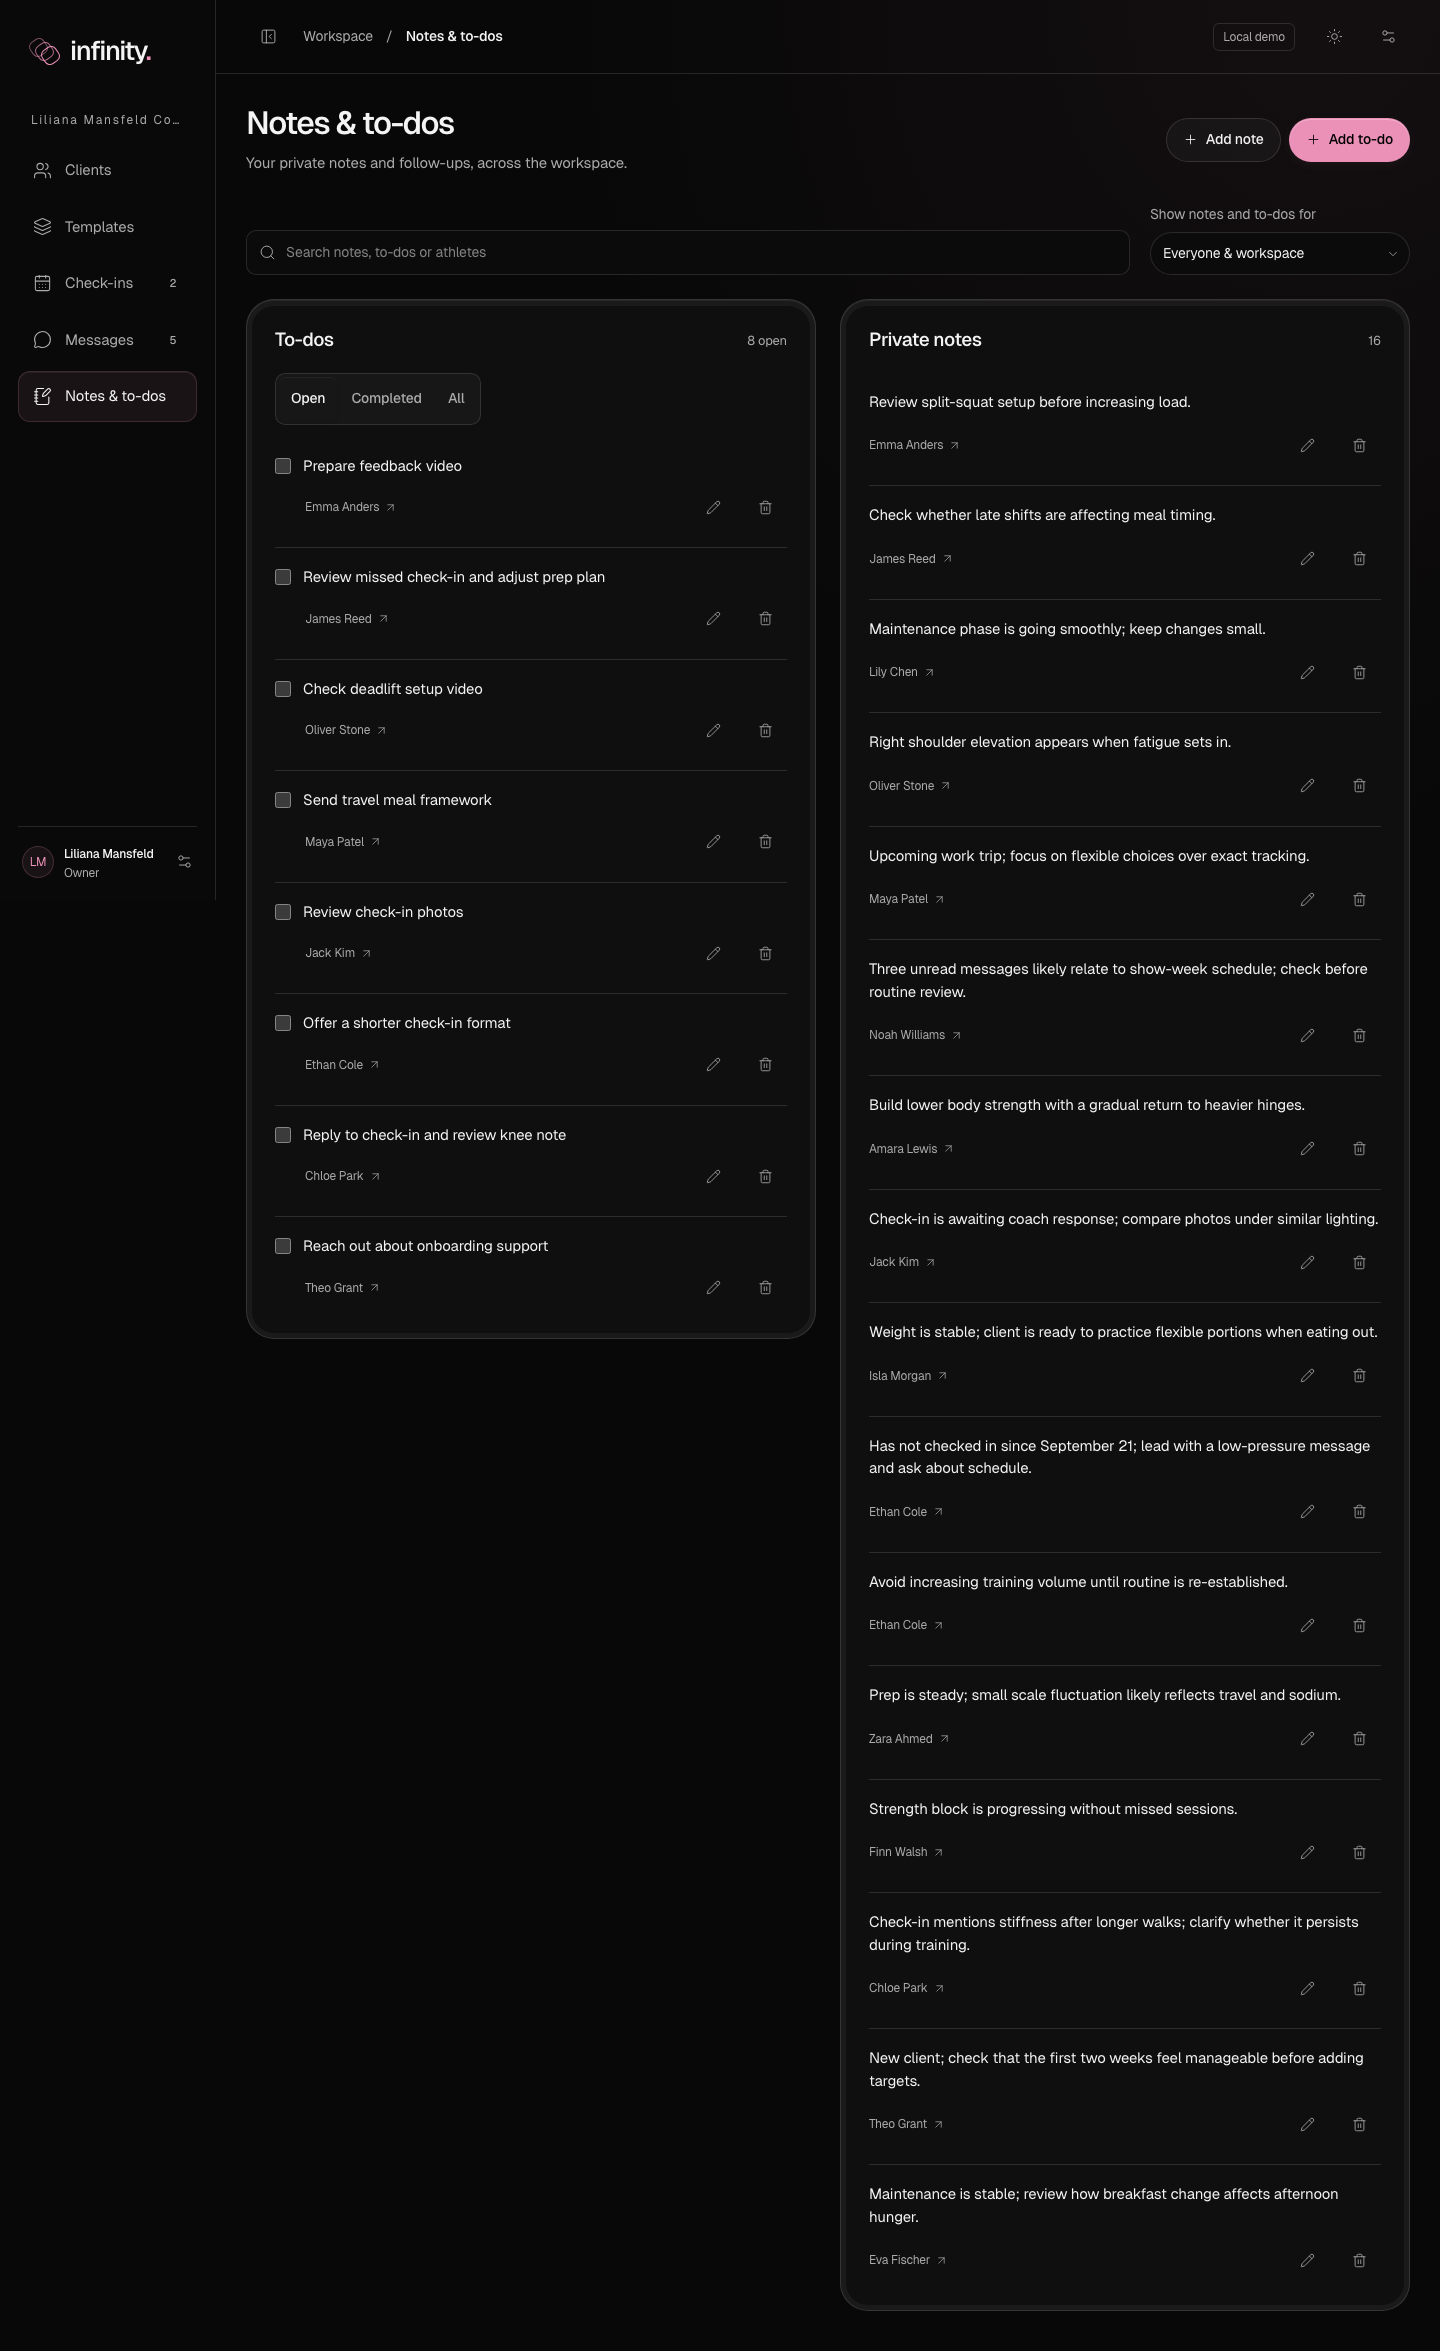 infinity.
Liliana Mansfeld Co…
Clients
Templates
Check-ins 2
Messages 5
Notes & to-dos
Liliana Mansfeld
LM
Owner
Workspace / Notes & to-dos
Local demo
Notes & to-dos
Your private notes and follow-ups, across the workspace.
+ Add note
+ Add to-do
Search notes, to-dos or athletes
Show notes and to-dos for
Everyone & workspace
To-dos
8 open
Open Completed All
Prepare feedback video
Emma Anders
Review missed check-in and adjust prep plan
James Reed
Check deadlift setup video
Oliver Stone
Send travel meal framework
Maya Patel
Review check-in photos
Jack Kim
Offer a shorter check-in format
Ethan Cole
Reply to check-in and review knee note
Chloe Park
Reach out about onboarding support
Theo Grant
Private notes
16
Review split-squat setup before increasing load.
Emma Anders
Check whether late shifts are affecting meal timing.
James Reed
Maintenance phase is going smoothly; keep changes small.
Lily Chen
Right shoulder elevation appears when fatigue sets in.
Oliver Stone
Upcoming work trip; focus on flexible choices over exact tracking.
Maya Patel
Three unread messages likely relate to show-week schedule; check before
routine review.
Noah Williams
Build lower body strength with a gradual return to heavier hinges.
Amara Lewis
Check-in is awaiting coach response; compare photos under similar lighting.
Jack Kim
Weight is stable; client is ready to practice flexible portions when eating out.
Isla Morgan
Has not checked in since September 21; lead with a low-pressure message
and ask about schedule.
Ethan Cole
Avoid increasing training volume until routine is re-established.
Ethan Cole
Prep is steady; small scale fluctuation likely reflects travel and sodium.
Zara Ahmed
Strength block is progressing without missed sessions.
Finn Walsh
Check-in mentions stiffness after longer walks; clarify whether it persists
during training.
Chloe Park
New client; check that the first two weeks feel manageable before adding
targets.
Theo Grant
Maintenance is stable; review how breakfast change affects afternoon
hunger.
Eva Fischer